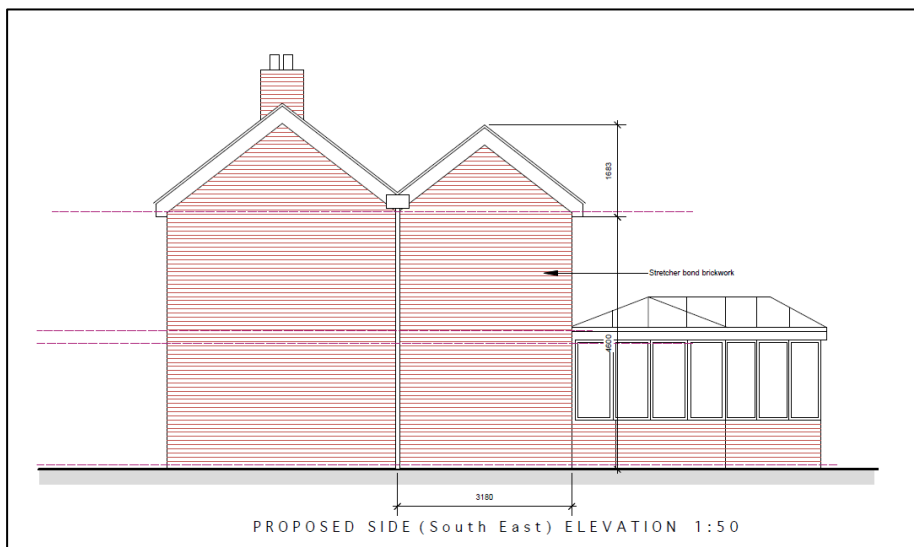 1683
Stretcher bond brickwork
4600
3180
PROPOSED SIDE (South East) ELEVATION 1:50